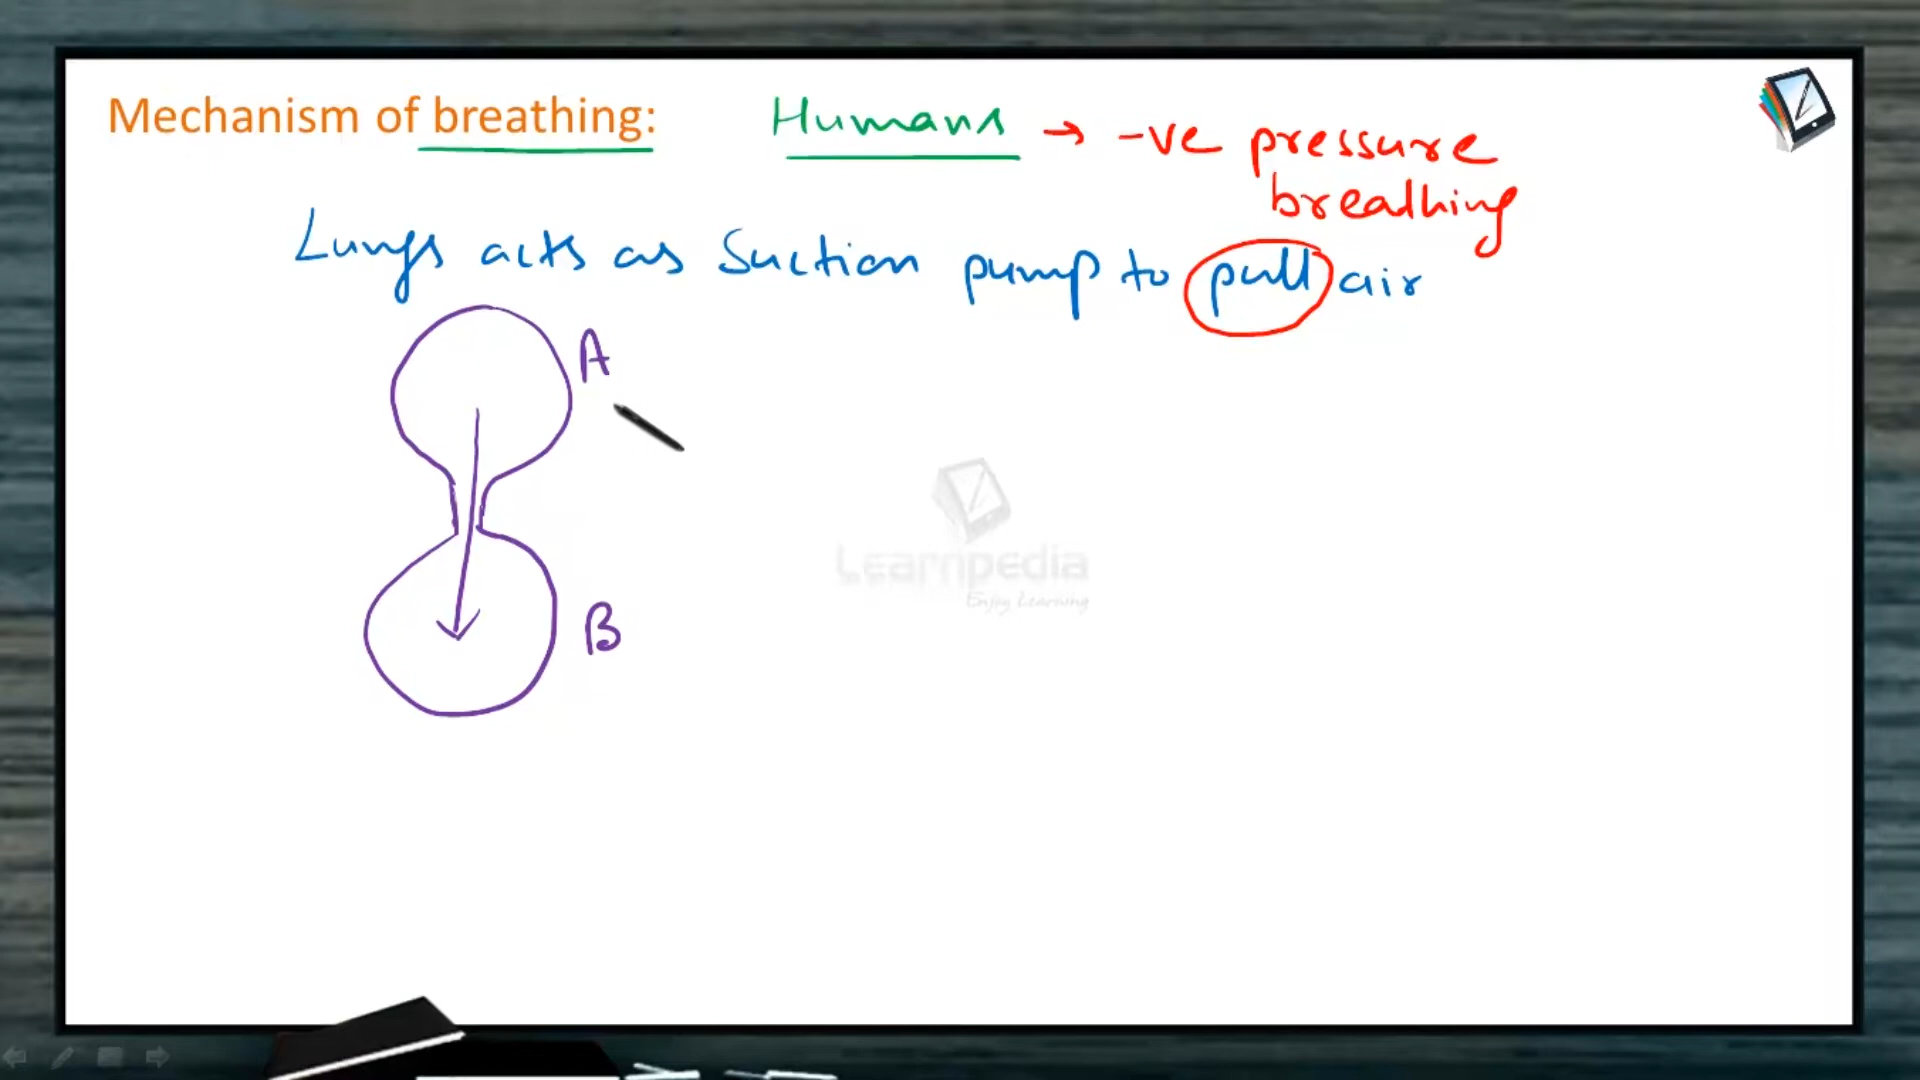 Mechanism of breathing: Humans → -ve pressure
breathing
Lungs acts as Suction pump to pull air
A
B
Learnpedia
Enjoy Learning